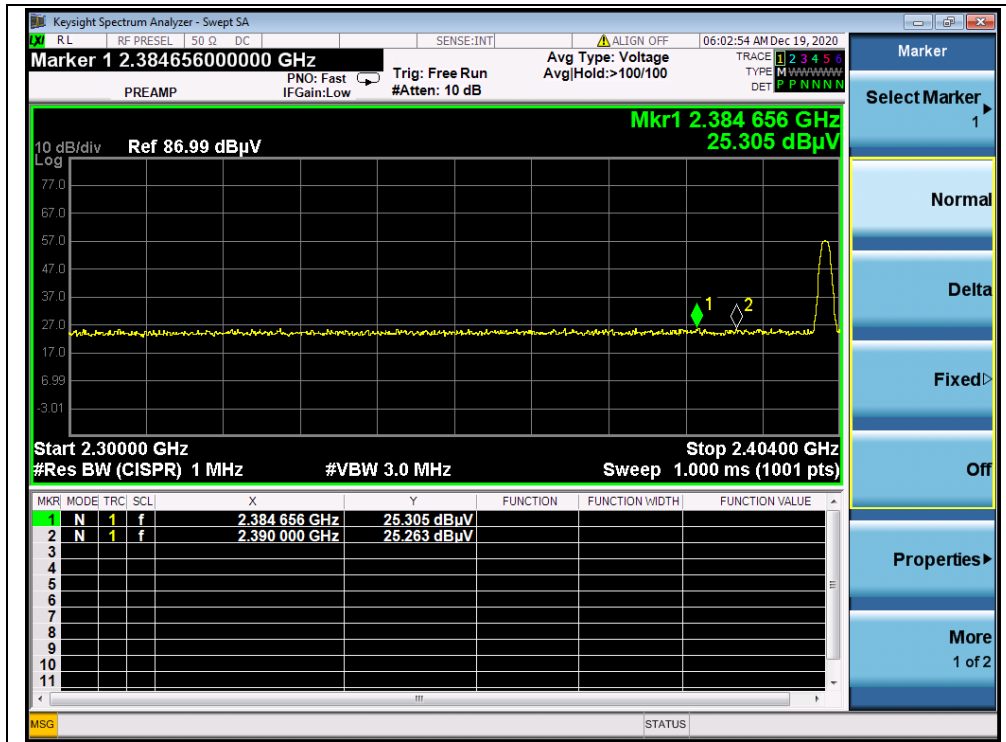 Keysight Spectrum Analyzer - Swept SA
LXI RL RF PRESEL 50 Ω DC SENSE:INT ALIGN OFF 06:02:54 AM Dec 19, 2020
Marker 1 2.384656000000 GHz
PREAMP
PNO: Fast
IFGain:Low
Trig: Free Run
#Atten: 10 dB
Avg Type: Voltage
Avg|Hold:>100/100
TRACE 1 2 3 4 5 6
TYPE M W W W W W
DET P P N N N N
Mkr1 2.384 656 GHz
25.305 dBµV
10 dB/div Ref 86.99 dBµV
Log
77.0
67.0
57.0
47.0
37.0
27.0
17.0
6.99
-3.01
1 2
Start 2.30000 GHz Stop 2.40400 GHz
#Res BW (CISPR) 1 MHz #VBW 3.0 MHz Sweep 1.000 ms (1001 pts)
MKR MODE TRC SCL X Y FUNCTION FUNCTION WIDTH FUNCTION VALUE
1 N 1 f 2.384 656 GHz 25.305 dBµV
2 N 1 f 2.390 000 GHz 25.263 dBµV
3
4
5
6
7
8
9
10
11
MSG STATUS
Marker
Select Marker
1
Normal
Delta
Fixed
Off
Properties
More
1 of 2